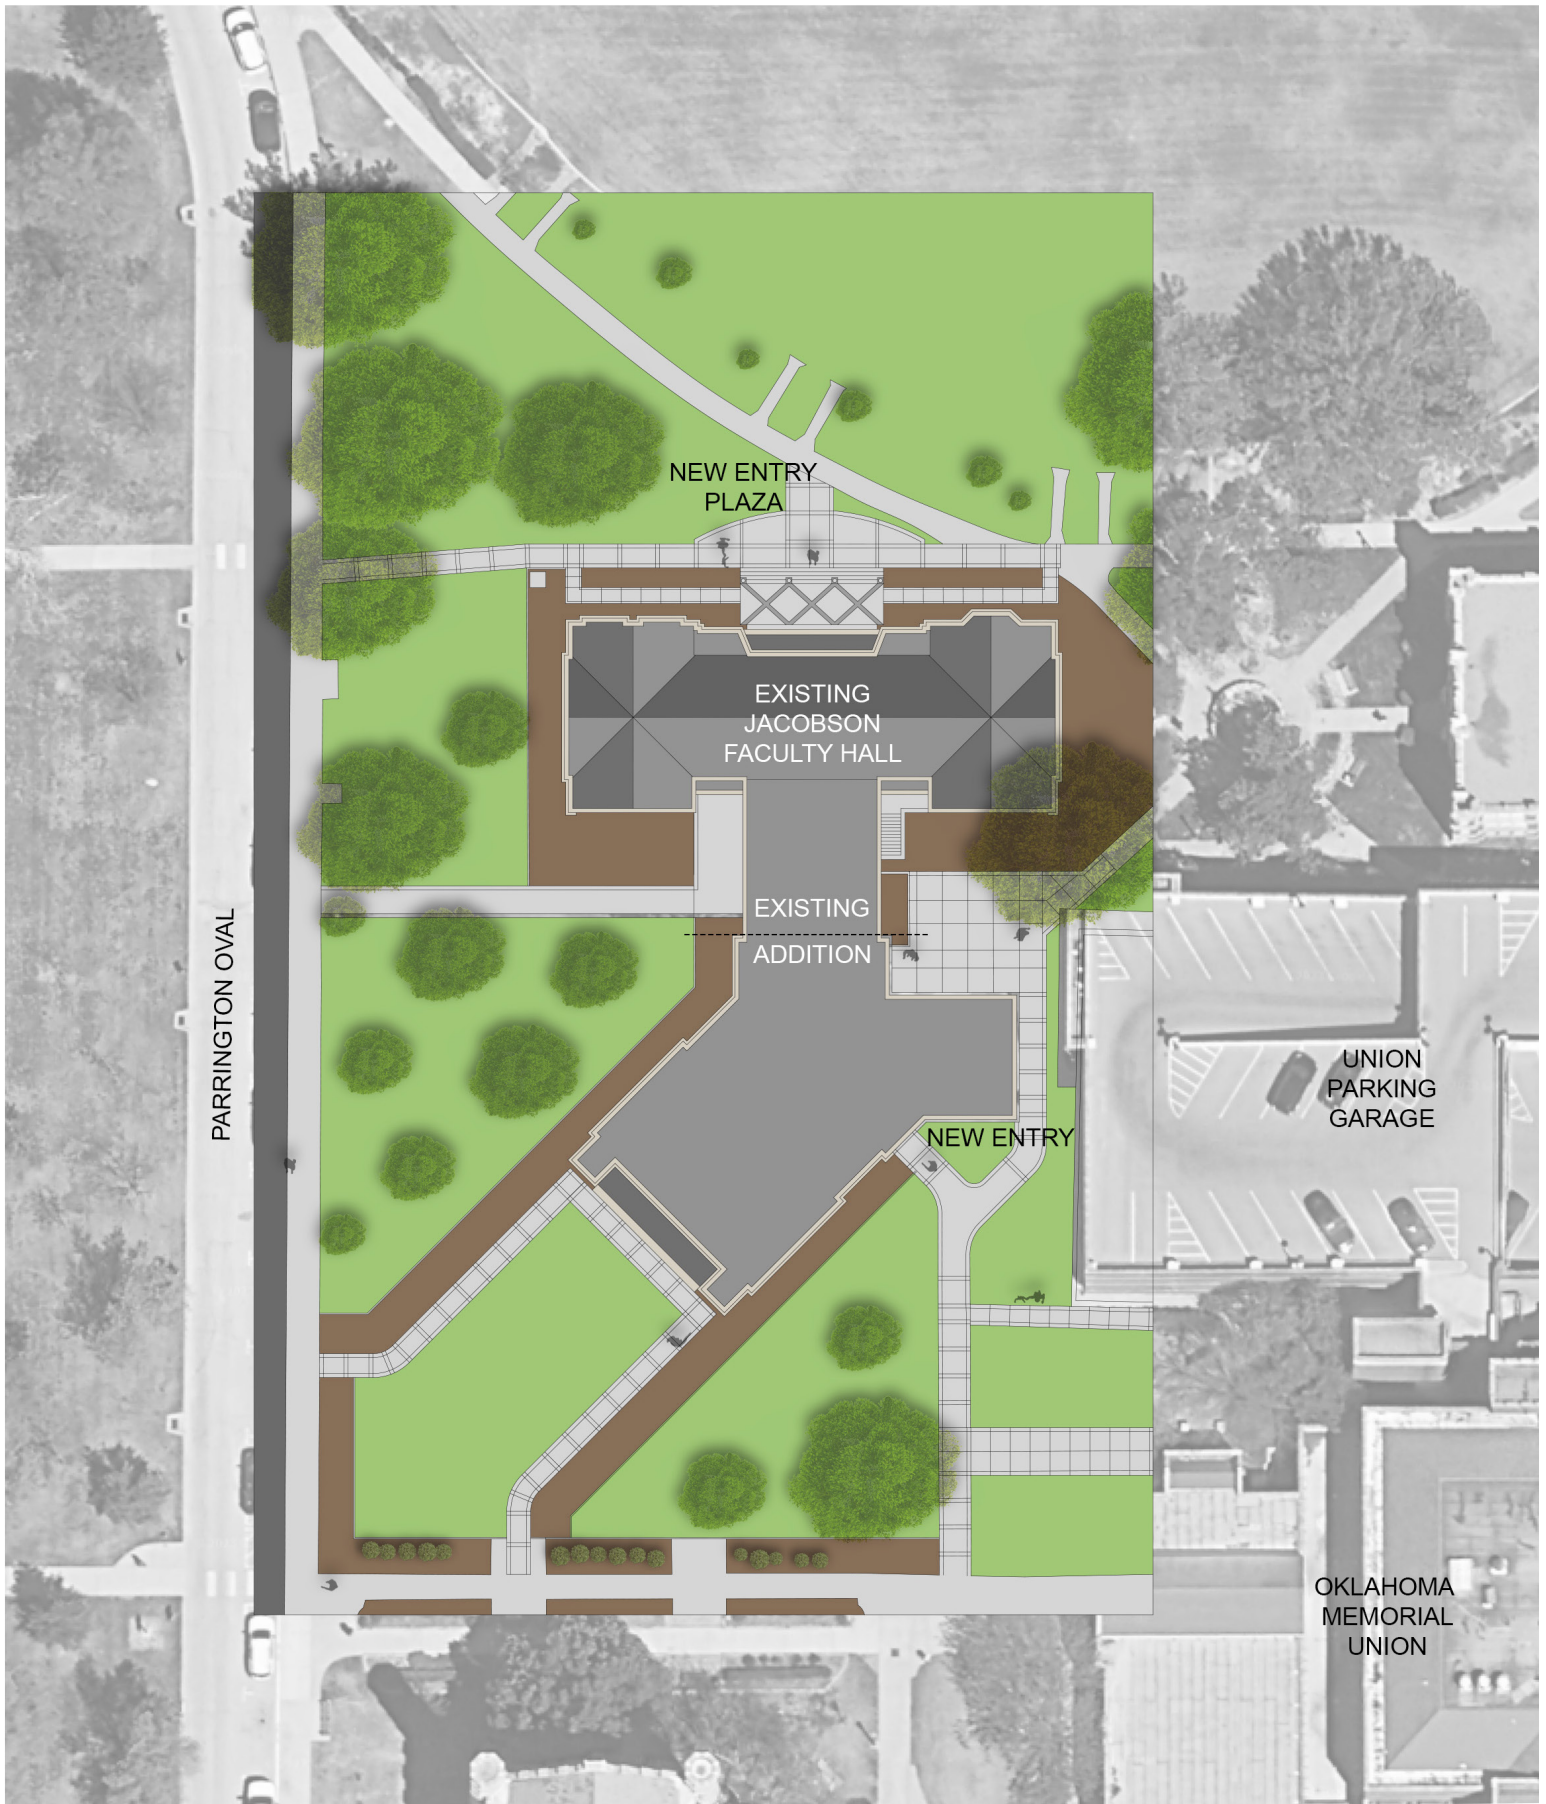 NEW ENTRY
PLAZA
EXISTING
JACOBSON
FACULTY HALL
EXISTING
ADDITION
PARRINGTON OVAL
UNION
PARKING
GARAGE
NEW ENTRY
OKLAHOMA
MEMORIAL
UNION